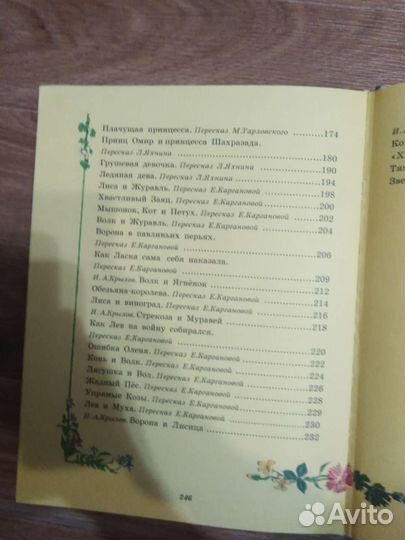 Плачущая принцесса. Пересказ М.Тарловского ..........174
Принц Омир и принцесса Шахразада.
Пересказ Л.Яхнина ..........180
Грушевая девочка. Пересказ Л.Яхнина ..........190
Ледяная дева. Пересказ Л.Яхнина ..........194
Лиса и Журавль. Пересказ Е.Каргановой ..........198
Хвастливый Заяц. Пересказ Е.Каргановой ..........200
Мышонок, Кот и Петух. Пересказ Е.Каргановой ..........202
Волк и Журавль. Пересказ Е.Каргановой ..........204
Ворона в павлиньих перьях.
Пересказ Е.Каргановой ..........206
Как Ласка сама себя наказала.
Пересказ Е.Каргановой ..........209
И.А.Крылов. Волк и Ягнёнок ..........212
Обезьяна-королева. Пересказ Е.Каргановой ..........214
Лиса и виноград. Пересказ Е.Каргановой ..........216
И.А.Крылов. Стрекоза и Муравей ..........218
Как Лев на войну собирался.
Пересказ Е.Каргановой ..........220
Ошибка Оленя. Пересказ Е.Каргановой ..........222
Конь и Волк. Пересказ Е.Каргановой ..........224
Лягушка и Вол. Пересказ Е.Каргановой ..........226
Жадный Пёс. Пересказ Е.Каргановой ..........228
Упрямые Козы. Пересказ Е.Каргановой ..........229
Лев и Муха. Пересказ Е.Каргановой ..........230
И.А.Крылов. Ворона и Лисица ..........232
246
И.
Ко
«Х
Тя
Зве
Avito